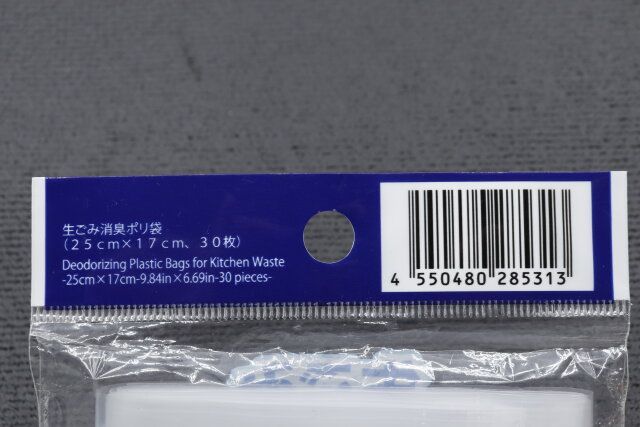 生ごみ消臭ポリ袋
(25cm×17cm、30枚)
Deodorizing Plastic Bags for Kitchen Waste
-25cm×17cm-9.84in×6.69in-30 pieces-
4 550480 285313